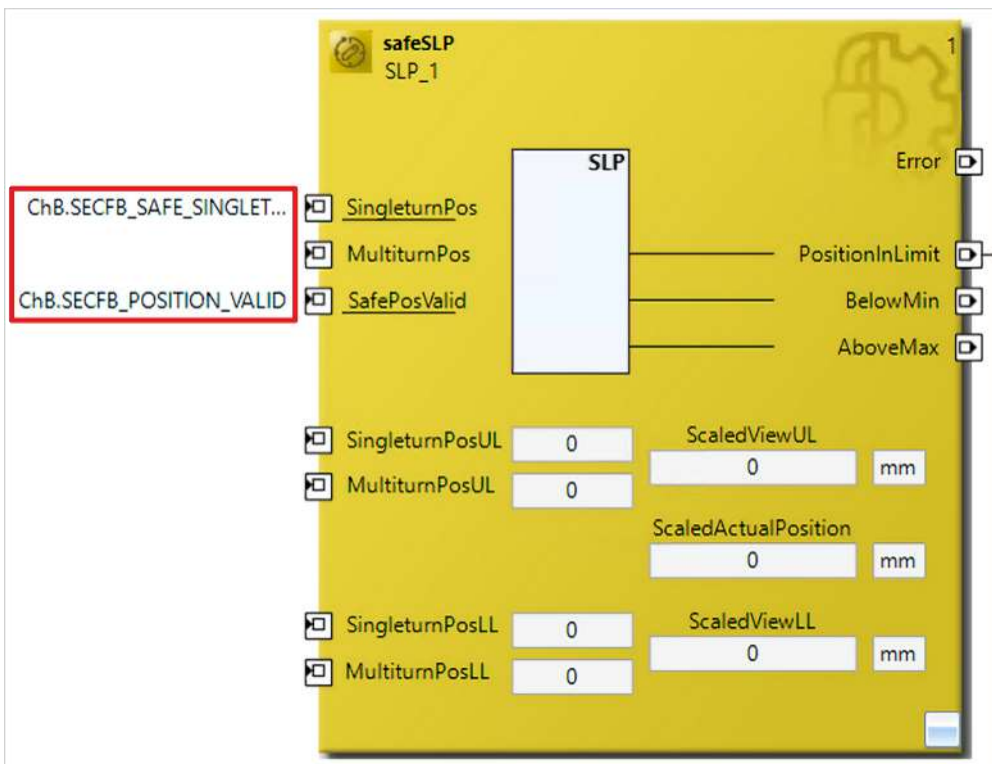 safeSLP
SLP_1
1
SLP
Error
ChB.SECFB_SAFE_SINGLET...
SingleturnPos
MultiturnPos
PositionInLimit
ChB.SECFB_POSITION_VALID
SafePosValid
BelowMin
AboveMax
SingleturnPosUL
0
ScaledViewUL
0
mm
MultiturnPosUL
0
ScaledActualPosition
0
mm
SingleturnPosLL
0
ScaledViewLL
0
mm
MultiturnPosLL
0